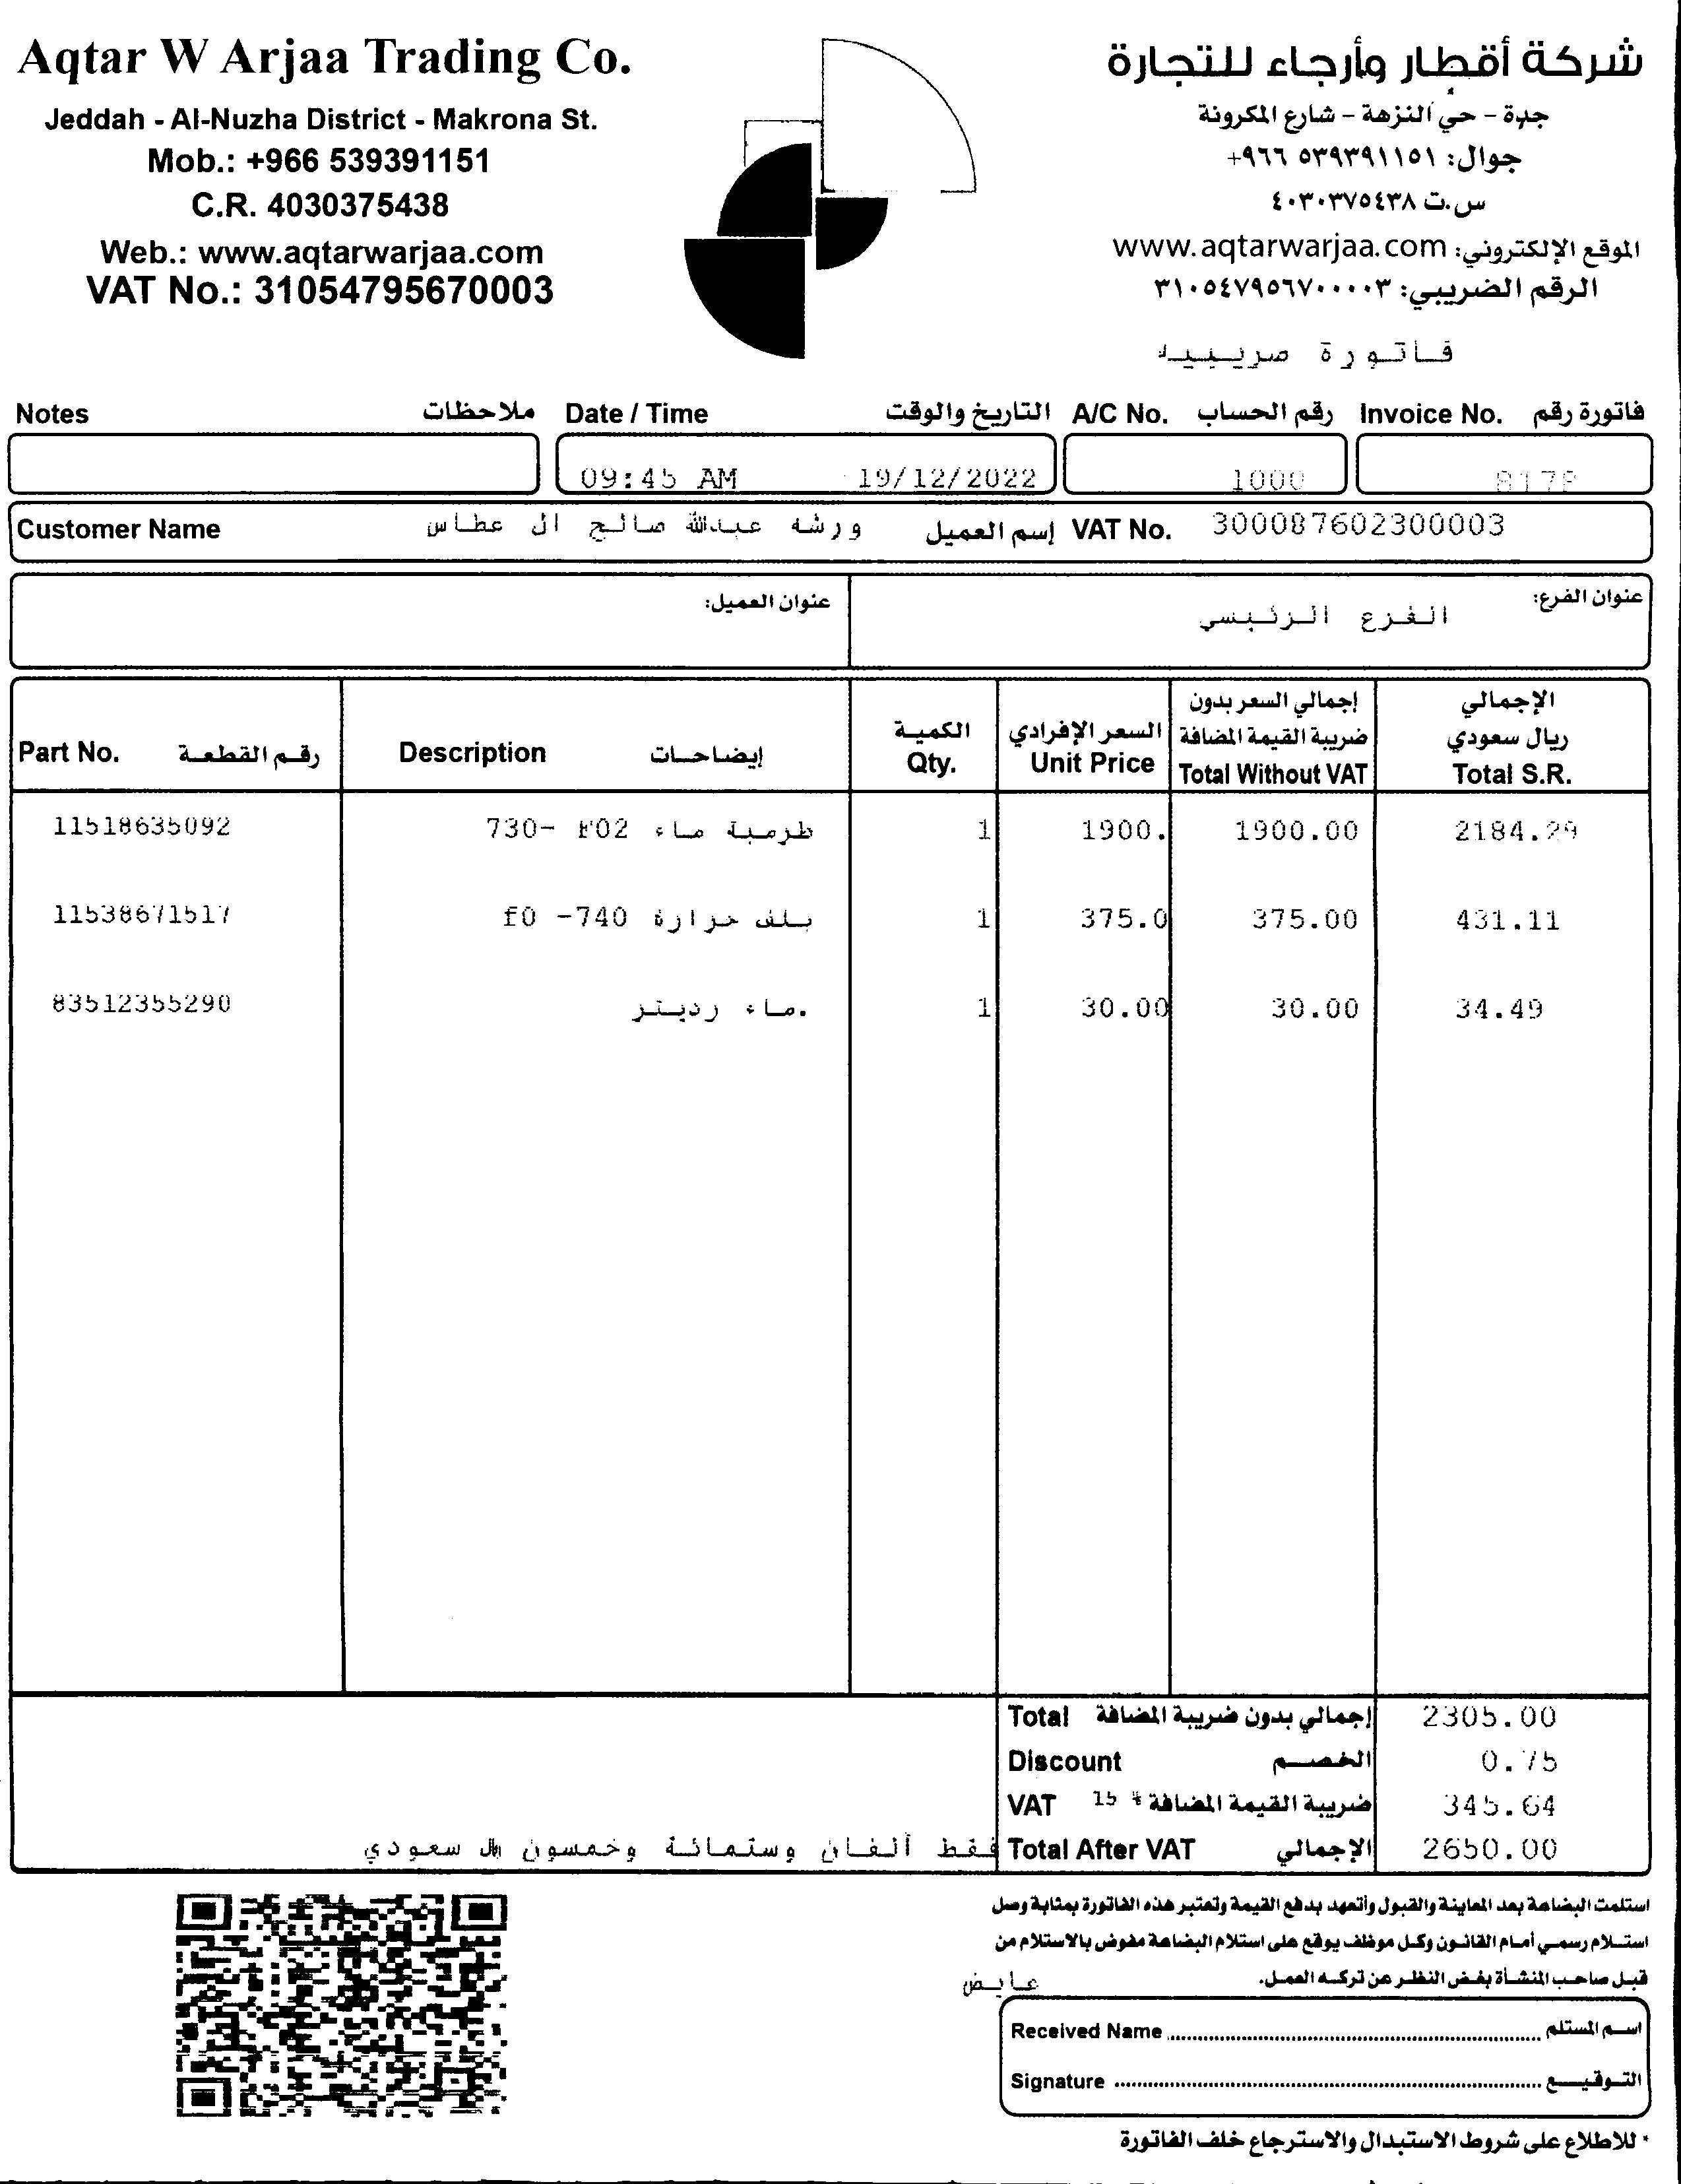 Aqtar W Arjaa Trading Co.
Jeddah - Al-Nuzha District - Makrona St.
Mob.: +966 539391151
C.R. 4030375438
Web.: www.aqtarwarjaa.com
VAT No.: 31054795670003
شركة أقطار وأرجاء للتجارة
جدة - حي النزهة - شارع المكرونة
جوال: ٥٣٩٣٩١١٥١ ٩٦٦+
س.ت ٤٠٣٠٣٧٥٤٣٨
الموقع الإلكتروني: www.aqtarwarjaa.com
الرقم الضريبي: ٣١٠٥٤٧٩٥٦٧٠٠٠٠٣
فاتورة
Notes ملاحظات Date / Time التاريخ والوقت A/C No. رقم الحساب Invoice No. فاتورة رقم
09:45 AM 19/12/2022 1000
Customer Name ورشه عبدالله صالح ال عطاس إسم العميل VAT No. 300087602300003
عنوان الفرع: الفرع الرئيسي عنوان العميل:
Part No. رقم القطعة Description إيضاحات الكمية Qty. السعر الإفرادي Unit Price إجمالي السعر بدون ضريبة القيمة المضافة Total Without VAT الإجمالي ريال سعودي Total S.R.
11518635092 طرمبة ماء F02 -730 1 1900. 1900.00 2184.29
11538671517 بلف حرارة 740- f0 1 375.0 375.00 431.11
83512355290 .ماء رديتر 1 30.00 30.00 34.49
Total إجمالي بدون ضريبة المضافة 2305.00
Discount الخصم 0.75
VAT 15 % ضريبة القيمة المضافة 345.64
فقط ألفان وستمائة وخمسون ريال سعودي Total After VAT الإجمالي 2650.00
استلمت البضاعة بعد المعاينة والقبول وأتعهد بدفع القيمة وتعتبر هذه الفاتورة بمثابة وصل
استلام رسمي أمام القانون وكل موظف يوقع على استلام البضاعة مفوض بالاستلام من
قبل صاحب المنشأة بغض النظر عن تركه العمل.
عايض
Received Name اسم المستلم
Signature التوقيع
* للاطلاع على شروط الاستبدال والاسترجاع خلف الفاتورة